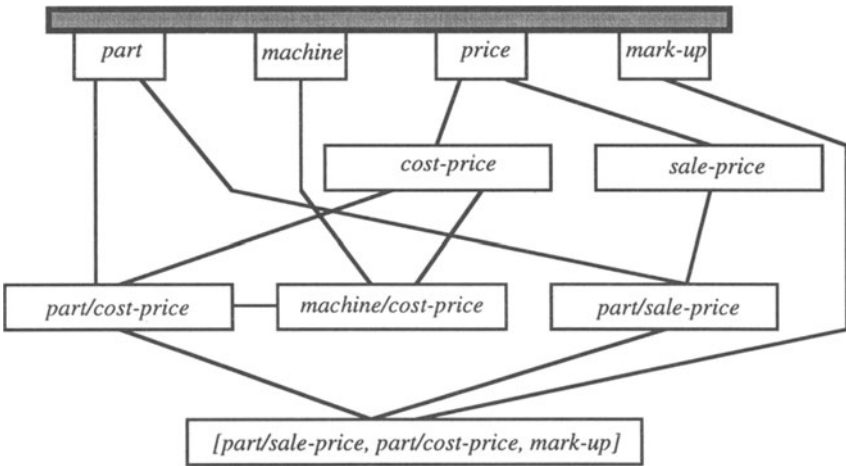 part
machine
price
mark-up
cost-price
sale-price
part/cost-price
machine/cost-price
part/sale-price
[part/sale-price, part/cost-price, mark-up]